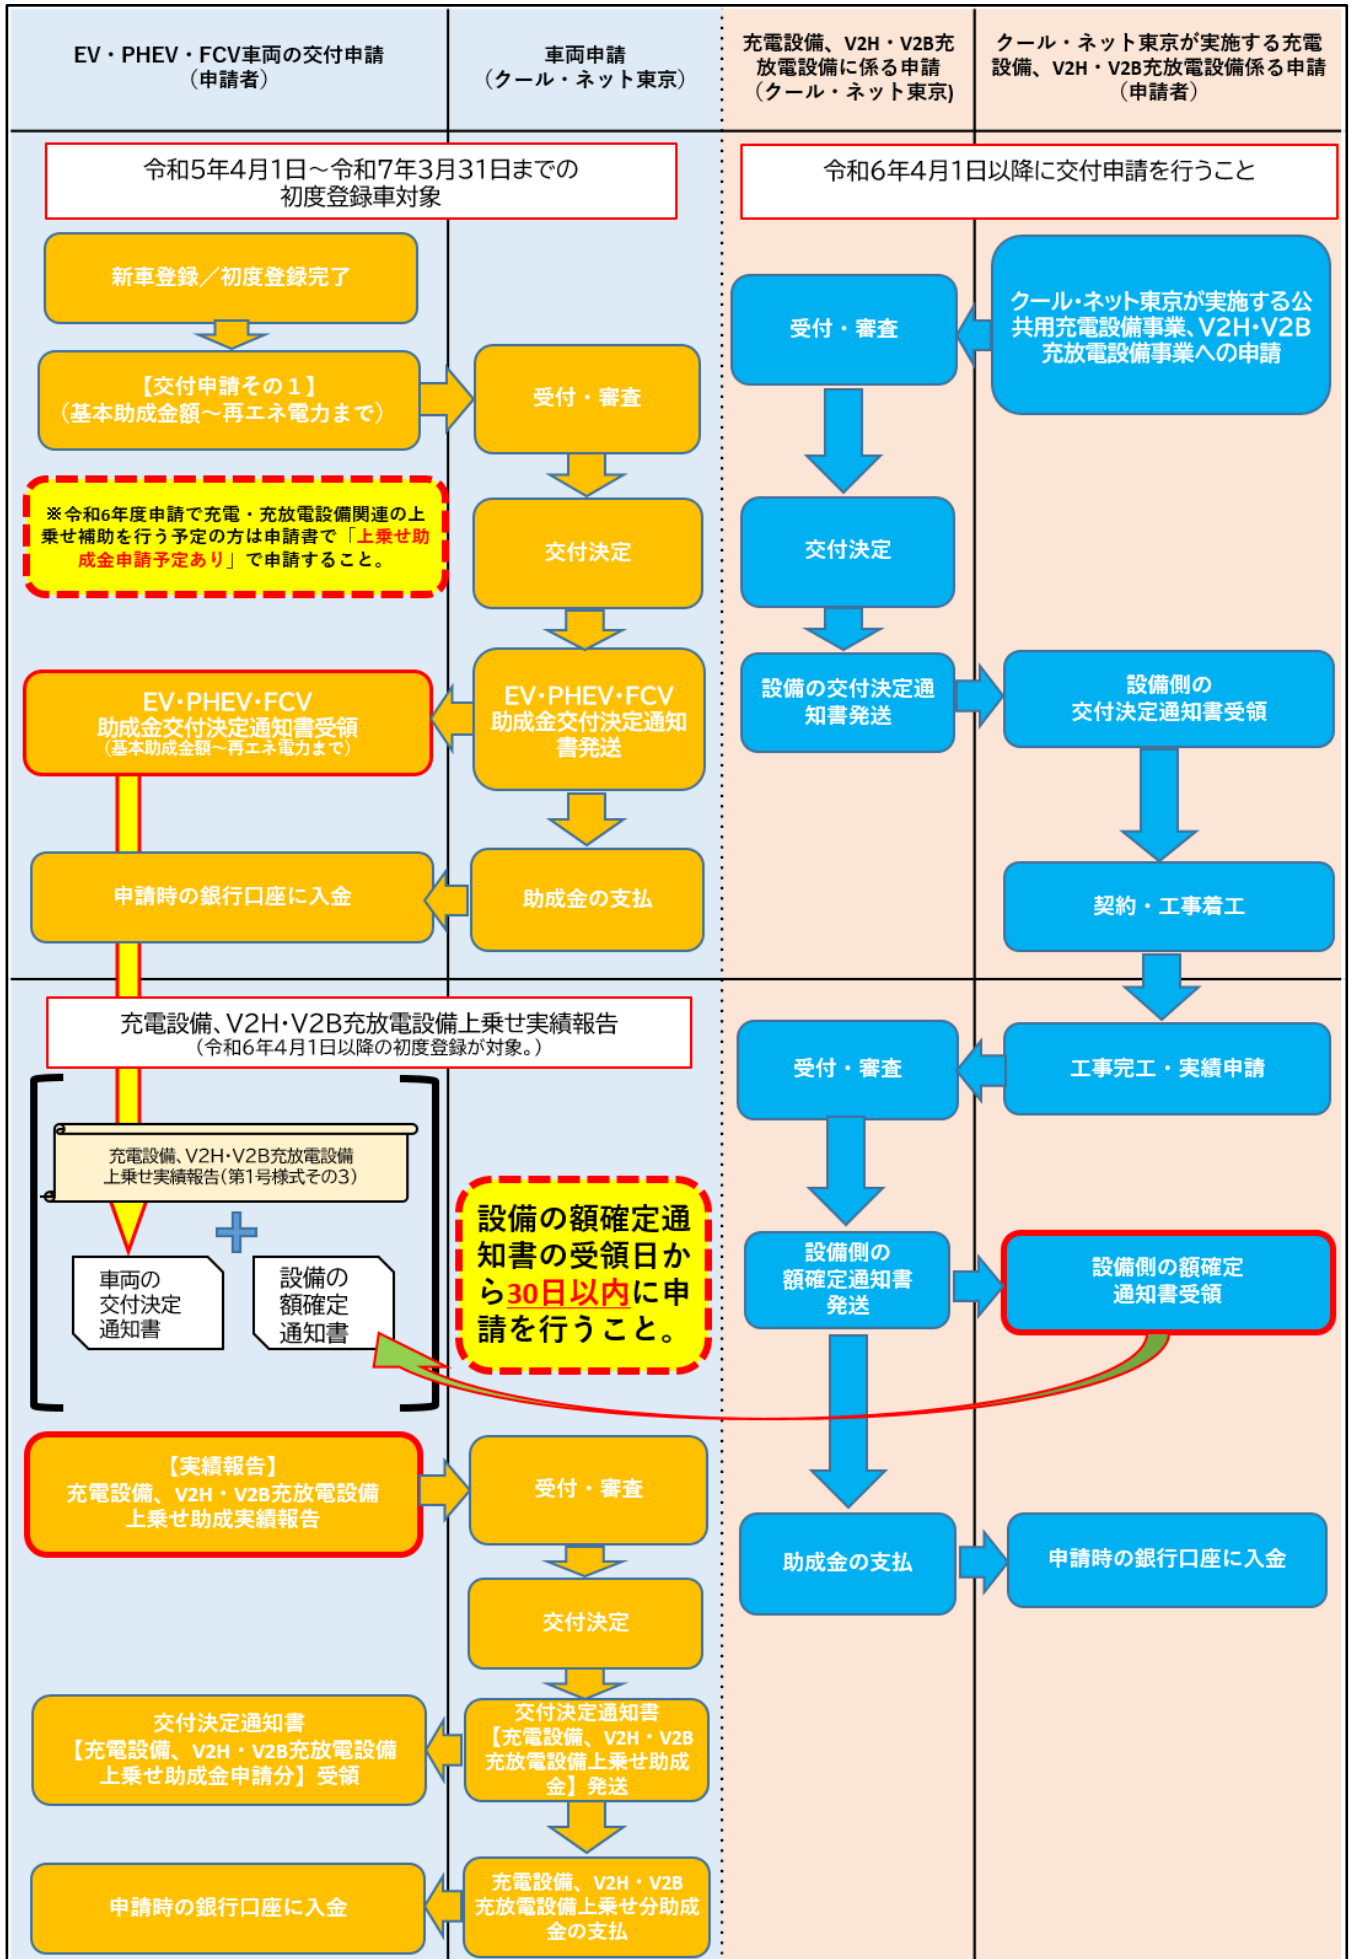 EV・PHEV・FCV車両の交付申請
（申請者）
車両申請
（クール・ネット東京）
充電設備、V2H・V2B充
放電設備に係る申請
（クール・ネット東京)
クール・ネット東京が実施する充電
設備、V2H・V2B充放電設備係る申請
（申請者）
令和5年4月1日～令和7年3月31日までの
初度登録車対象
令和6年4月1日以降に交付申請を行うこと
新車登録／初度登録完了
【交付申請その１】
（基本助成金額～再エネ電力まで）
受付・審査
受付・審査
クール・ネット東京が実施する公
共用充電設備事業、V2H・V2B
充放電設備事業への申請
※令和6年度申請で充電・充放電設備関連の上
乗せ補助を行う予定の方は申請書で「上乗せ助
成金申請予定あり」で申請すること。
交付決定
交付決定
EV・PHEV・FCV
助成金交付決定通知書受領
（基本助成金額～再エネ電力まで）
EV・PHEV・FCV
助成金交付決定通知
書発送
設備の交付決定通
知書発送
設備側の
交付決定通知書受領
申請時の銀行口座に入金
助成金の支払
契約・工事着工
充電設備、V2H・V2B充放電設備上乗せ実績報告
（令和6年4月1日以降の初度登録が対象。）
受付・審査
工事完工・実績申請
充電設備、V2H・V2B充放電設備
上乗せ実績報告（第1号様式その3）
車両の
交付決定
通知書
設備の
額確定
通知書
設備の額確定通
知書の受領日か
ら30日以内に申
請を行うこと。
設備側の
額確定通知書
発送
設備側の額確定
通知書受領
【実績報告】
充電設備、V2H・V2B充放電設備
上乗せ助成実績報告
受付・審査
助成金の支払
申請時の銀行口座に入金
交付決定
交付決定通知書
【充電設備、V2H・V2B充放電設備
上乗せ助成金申請分】受領
交付決定通知書
【充電設備、V2H・V2B
充放電設備上乗せ助成
金】発送
申請時の銀行口座に入金
充電設備、V2H・V2B
充放電設備上乗せ分助成
金の支払